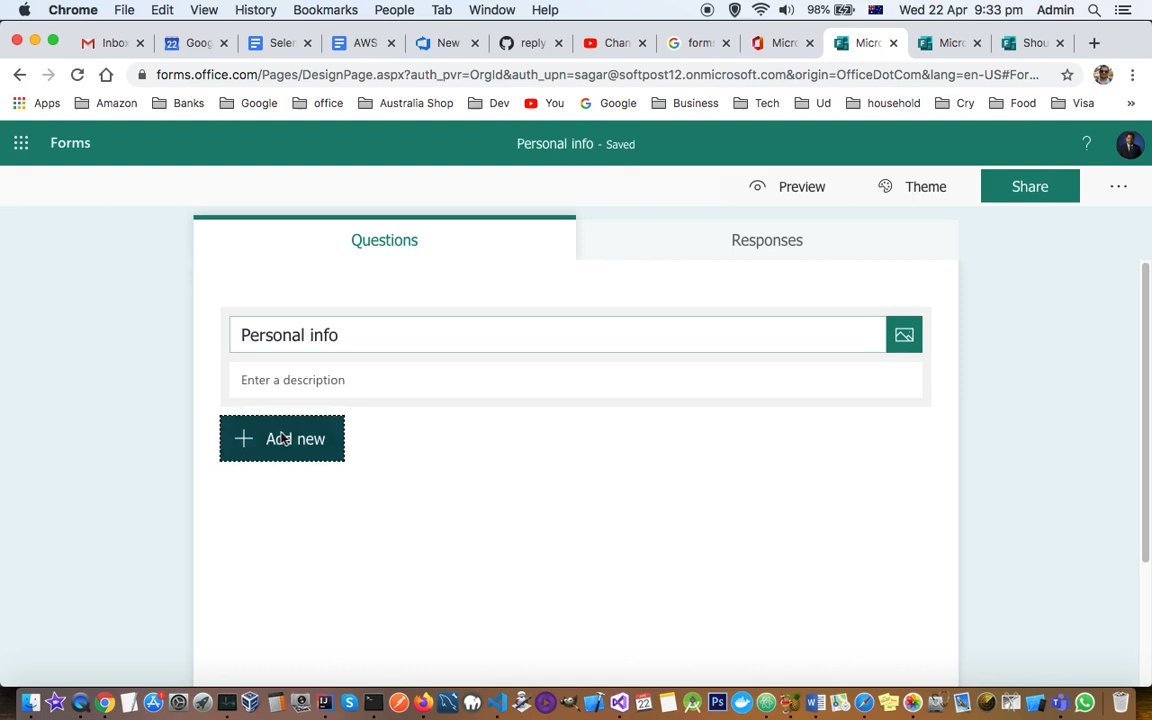 Chrome File Edit View History Bookmarks People Tab Window Help 98% Wed 22 Apr 9:33 pm Admin
Inbo Goog Seler AWS New reply Chan form: Micro Micro Micro Shou
forms.office.com/Pages/DesignPage.aspx?auth_pvr=OrgId&auth_upn=sagar@softpost12.onmicrosoft.com&origin=OfficeDotCom&lang=en-US#For...
Apps Amazon Banks Google office Australia Shop Dev You Google Business Tech Ud household Cry Food Visa »
Forms Personal info - Saved ?
Preview Theme Share ...
Questions Responses
Personal info
Enter a description
+ Add new